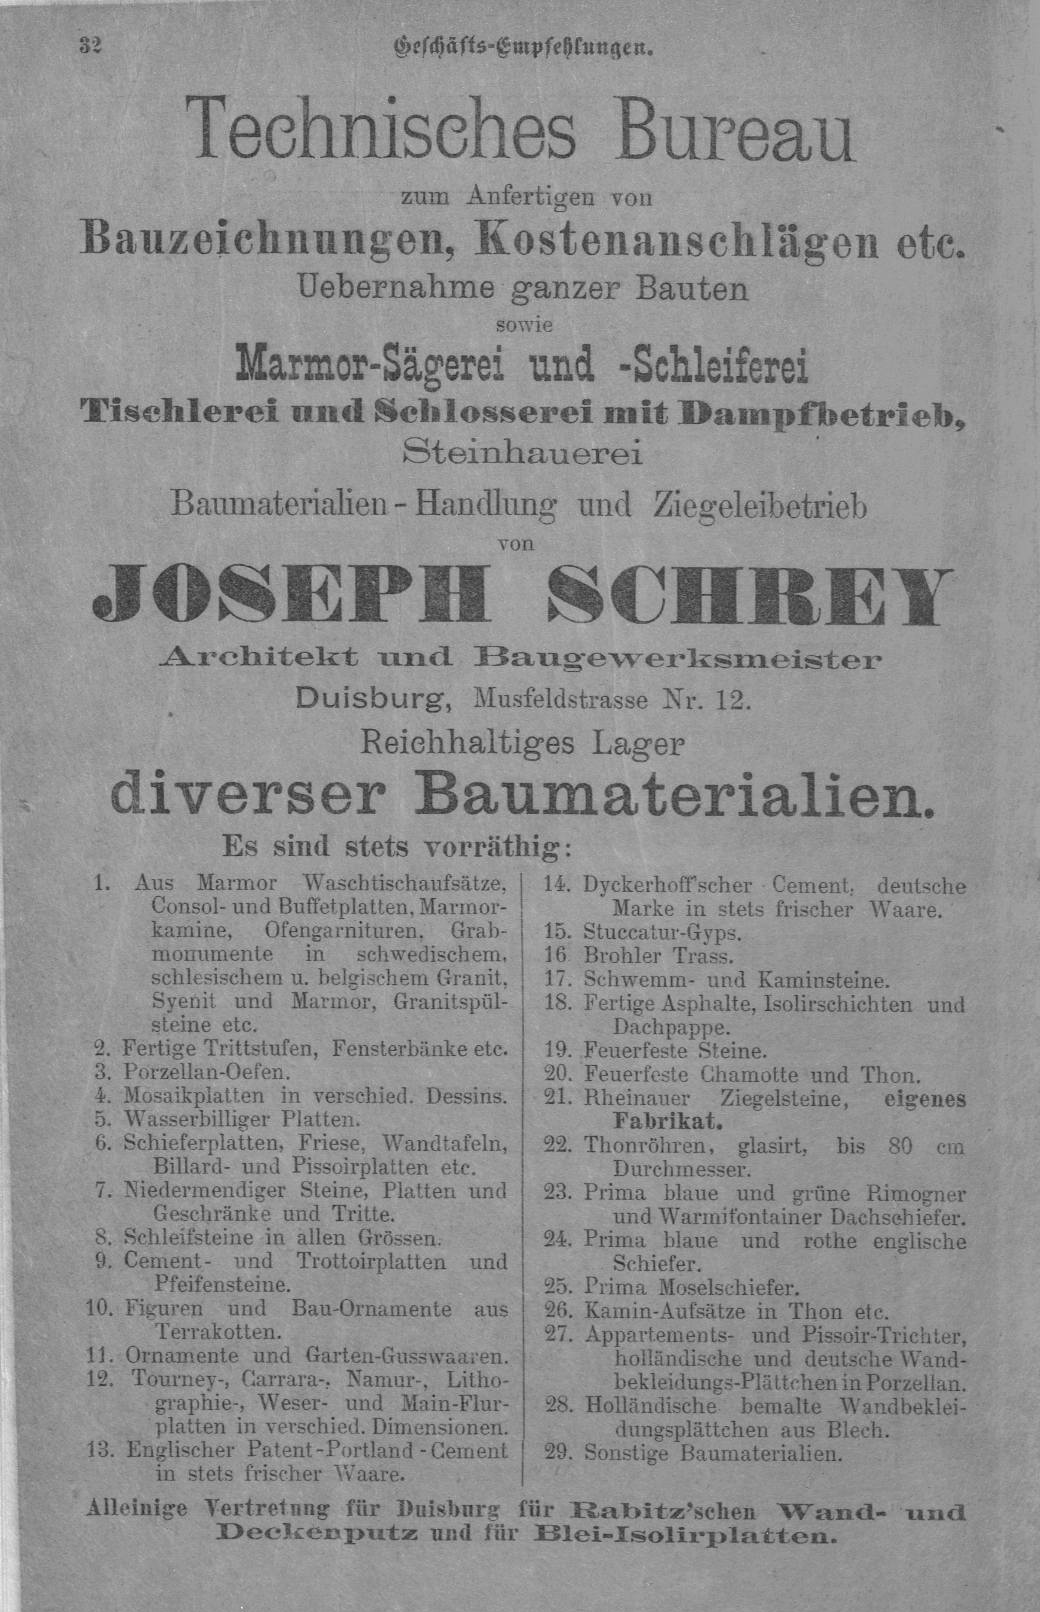 32
Geschäfts-Empfehlungen.
Technisches Bureau
zum Anfertigen von
Bauzeichnungen, Kostenanschlägen etc.
Uebernahme ganzer Bauten
sowie
Marmor-Sägerei und -Schleiferei
Tischlerei und Schlosserei mit Dampfbetrieb,
Steinhauerei
Baumaterialien-Handlung und Ziegeleibetrieb
von
JOSEPH SCHREY
Architekt und Baugewerksmeister
Duisburg, Musfeldstrasse Nr. 12.
Reichhaltiges Lager
diverser Baumaterialien.
Es sind stets vorräthig:
1. Aus Marmor Waschtischaufsätze,
Consol- und Buffetplatten, Marmor-
kamine, Ofengarnituren, Grab-
monumente in schwedischem,
schlesischem u. belgischem Granit,
Syenit und Marmor, Granitspül-
steine etc.
2. Fertige Trittstufen, Fensterbänke etc.
3. Porzellan-Oefen.
4. Mosaikplatten in verschied. Dessins.
5. Wasserbilliger Platten.
6. Schieferplatten, Friese, Wandtafeln,
Billard- und Pissoirplatten etc.
7. Niedermendiger Steine, Platten und
Geschränke und Tritte.
8. Schleifsteine in allen Grössen.
9. Cement- und Trottoirplatten und
Pfeifensteine.
10. Figuren und Bau-Ornamente aus
Terrakotten.
11. Ornamente und Garten-Gusswaaren.
12. Tourney-, Carrara-, Namur-, Litho-
graphie-, Weser- und Main-Flur-
platten in verschied. Dimensionen.
13. Englischer Patent-Portland-Cement
in stets frischer Waare.
14. Dyckerhoff'scher Cement, deutsche
Marke in stets frischer Waare.
15. Stuccatur-Gyps.
16 Brohler Trass.
17. Schwemm- und Kaminsteine.
18. Fertige Asphalte, Isolirschichten und
Dachpappe.
19. Feuerfeste Steine.
20. Feuerfeste Chamotte und Thon.
21. Rheinauer Ziegelsteine, eigenes
Fabrikat.
22. Thonröhren, glasirt, bis 80 cm
Durchmesser.
23. Prima blaue und grüne Rimogner
und Warmifontainer Dachschiefer.
24. Prima blaue und rothe englische
Schiefer.
25. Prima Moselschiefer.
26. Kamin-Aufsätze in Thon etc.
27. Appartements- und Pissoir-Trichter,
holländische und deutsche Wand-
bekleidungs-Plättchen in Porzellan.
28. Holländische bemalte Wandbeklei-
dungsplättchen aus Blech.
29. Sonstige Baumaterialien.
Alleinige Vertretung für Duisburg für Rabitz'schen Wand- und
Deckenputz und für Blei-Isolirplatten.